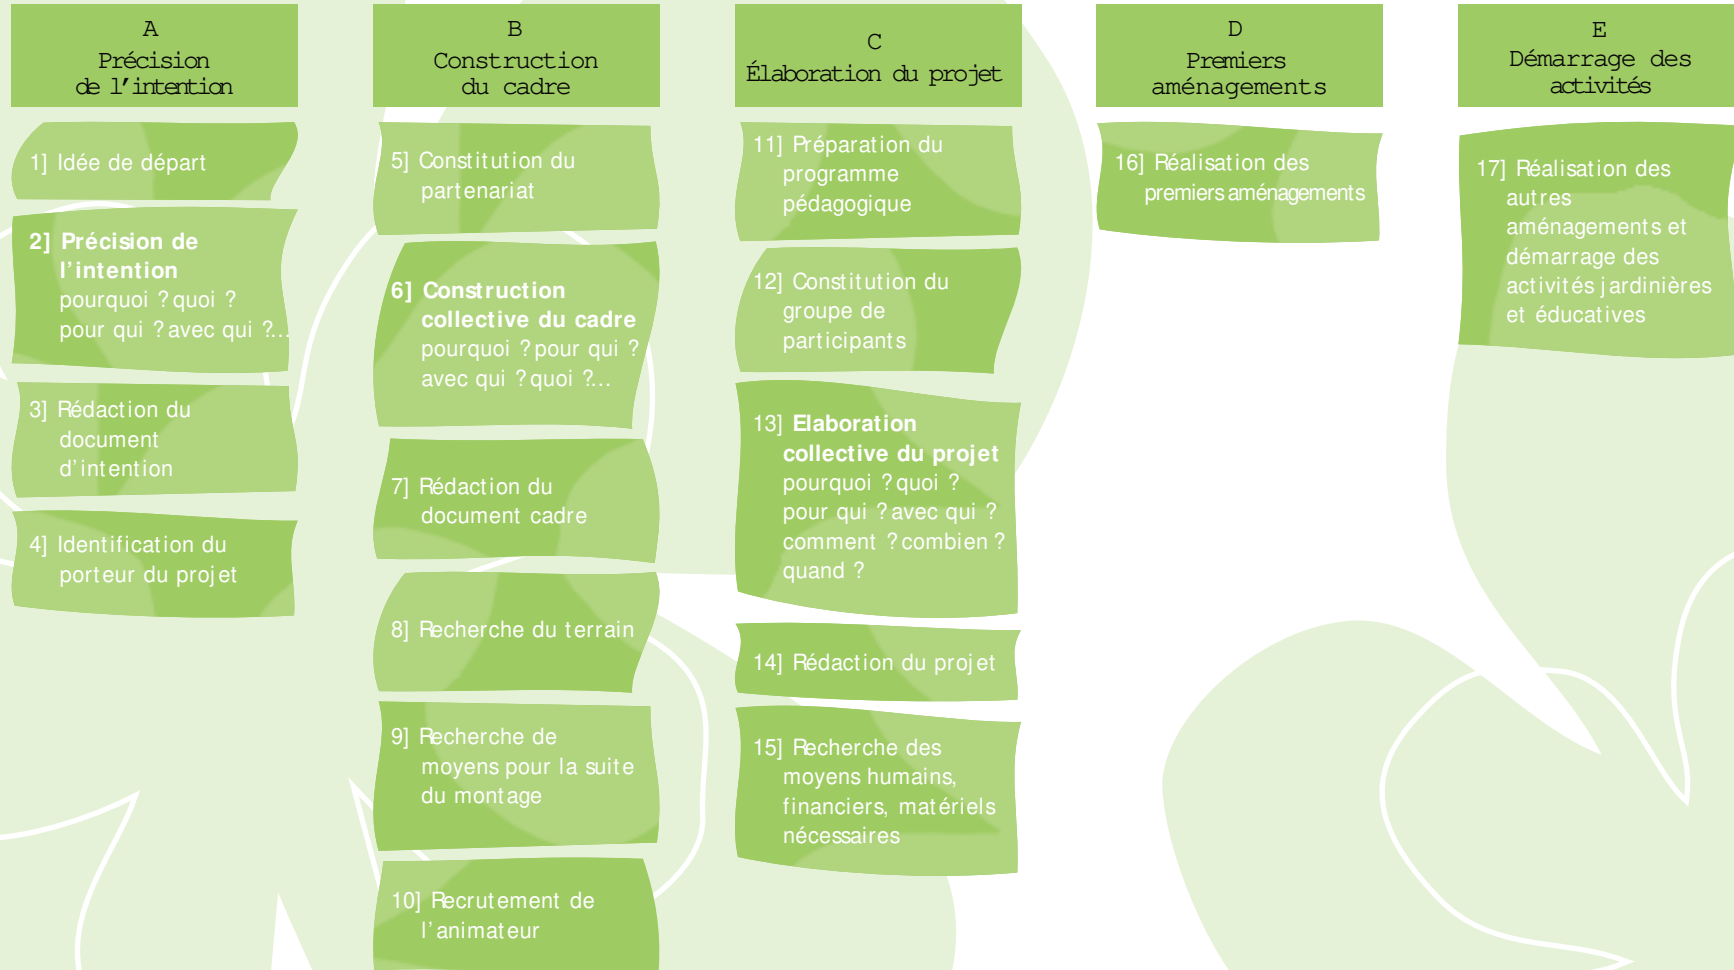 A
Précision
de l’intention
1] Idée de départ
2] Précision de
l’intention
pourquoi ? quoi ?
pour qui ? avec qui ?...
3] Rédaction du
document
d’intention
4] Identification du
porteur du projet
B
Construction
du cadre
5] Constitution du
partenariat
6] Construction
collective du cadre
pourquoi ? pour qui ?
avec qui ? quoi ?...
7] Rédaction du
document cadre
8] Recherche du terrain
9] Recherche de
moyens pour la suite
du montage
10] Recrutement de
l’animateur
C
Élaboration du projet
11] Préparation du
programme
pédagogique
12] Constitution du
groupe de
participants
13] Elaboration
collective du projet
pourquoi ? quoi ?
pour qui ? avec qui ?
comment ? combien ?
quand ?
14] Rédaction du projet
15] Recherche des
moyens humains,
financiers, matériels
nécessaires
D
Premiers
aménagements
16] Réalisation des
premiers aménagements
E
Démarrage des
activités
17] Réalisation des
autres
aménagements et
démarrage des
activités jardinières
et éducatives